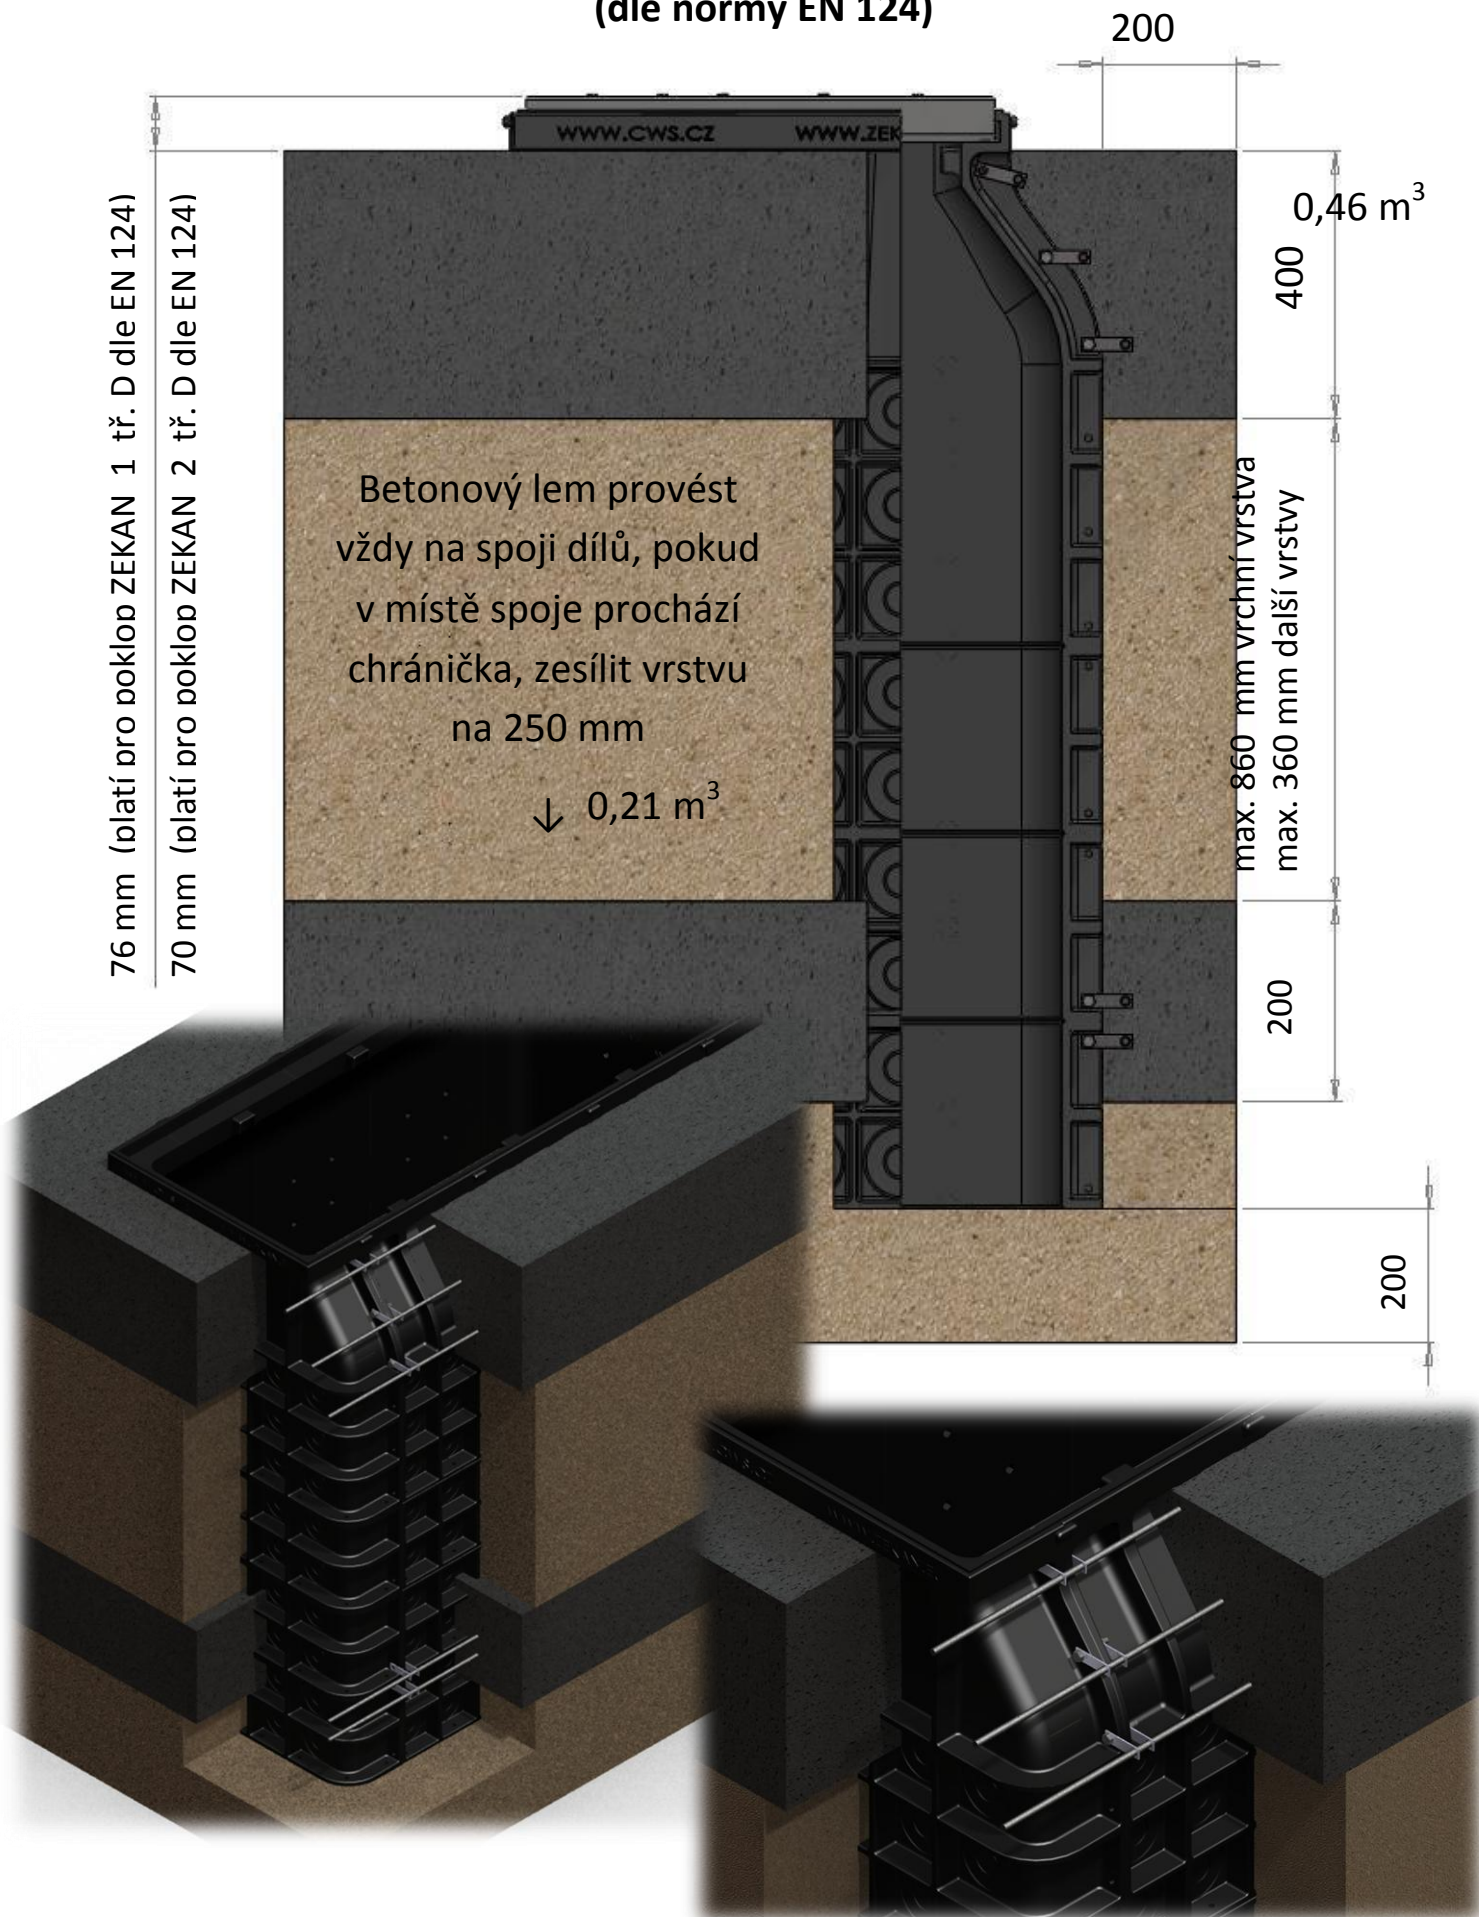 (dle normy EN 124)
200
WWW.CWS.CZ WWW.ZEK
0,46 m³
400
76 mm (platí pro poklop ZEKAN 1 tř. D dle EN 124)
70 mm (platí pro poklop ZEKAN 2 tř. D dle EN 124)
Betonový lem provést
vždy na spoji dílů, pokud
v místě spoje prochází
chránička, zesílit vrstvu
na 250 mm
↓ 0,21 m³
max. 860 mm vrchní vrstva
max. 360 mm další vrstvy
200
200